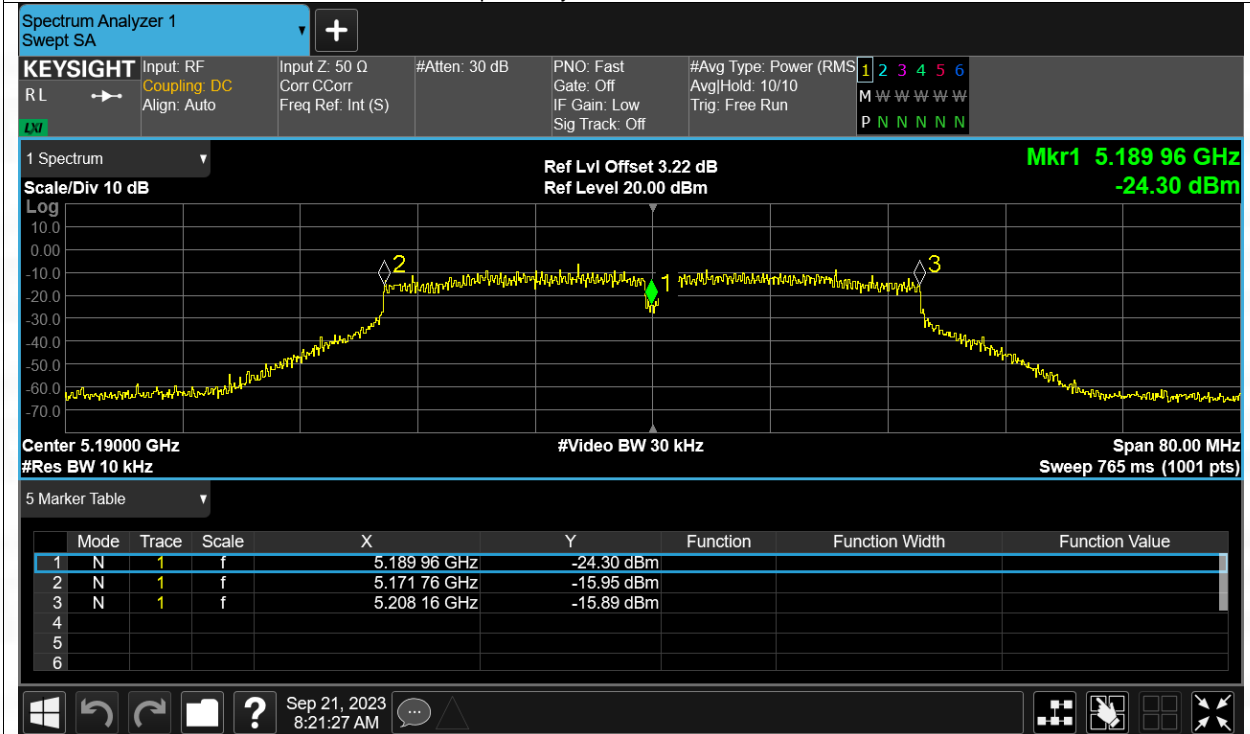 Spectrum Analyzer 1
Swept SA
+
KEYSIGHT
R L
LXI
Input: RF
Coupling: DC
Align: Auto
Input Z: 50 Ω
Corr CCorr
Freq Ref: Int (S)
#Atten: 30 dB
PNO: Fast
Gate: Off
IF Gain: Low
Sig Track: Off
#Avg Type: Power (RMS
Avg|Hold: 10/10
Trig: Free Run
1 2 3 4 5 6
M W W W W W
P N N N N N
1 Spectrum
Scale/Div 10 dB
Ref Lvl Offset 3.22 dB
Ref Level 20.00 dBm
Mkr1 5.189 96 GHz
-24.30 dBm
Log
10.0
0.00
-10.0
-20.0
-30.0
-40.0
-50.0
-60.0
-70.0
2
1
3
Center 5.19000 GHz
#Res BW 10 kHz
#Video BW 30 kHz
Span 80.00 MHz
Sweep 765 ms (1001 pts)
5 Marker Table
Mode Trace Scale X Y Function Function Width Function Value
1 N 1 f 5.189 96 GHz -24.30 dBm
2 N 1 f 5.171 76 GHz -15.95 dBm
3 N 1 f 5.208 16 GHz -15.89 dBm
4
5
6
?
Sep 21, 2023
8:21:27 AM